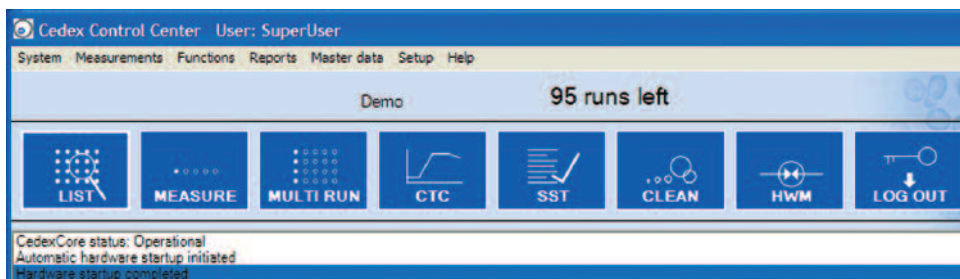 Cedex Control Center User: SuperUser
System Measurements Functions Reports Master data Setup Help
Demo 95 runs left
LIST MEASURE MULTI RUN CTC SST CLEAN HWM LOG OUT
CedexCore status: Operational
Automatic hardware startup initiated
Hardware startup completed